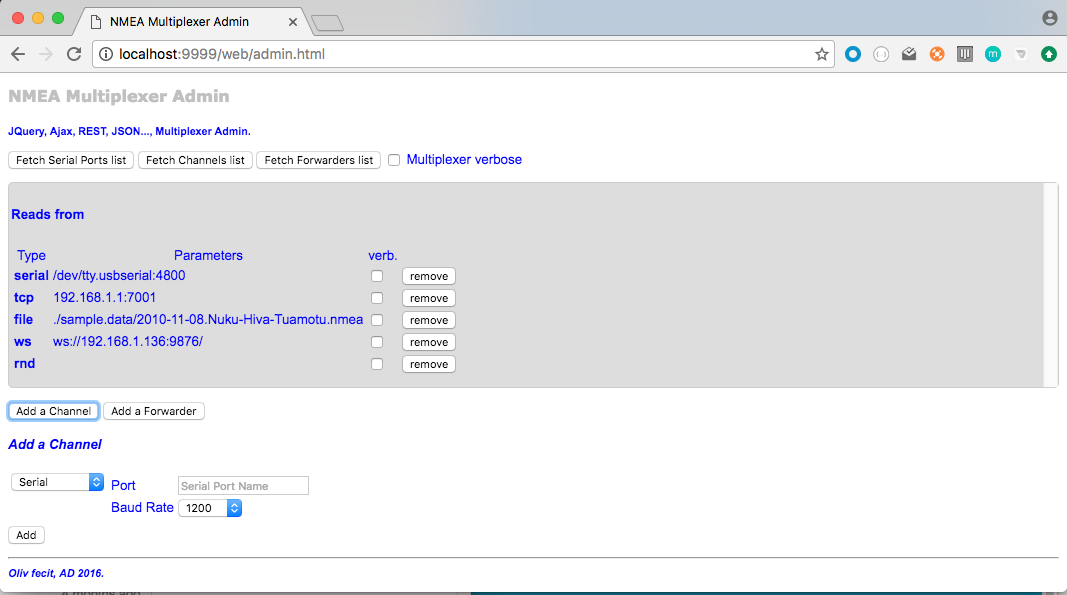 NMEA Multiplexer Admin
localhost:9999/web/admin.html
NMEA Multiplexer Admin
JQuery, Ajax, REST, JSON..., Multiplexer Admin.
Fetch Serial Ports list Fetch Channels list Fetch Forwarders list Multiplexer verbose
Reads from
Type Parameters verb.
serial /dev/tty.usbserial:4800 remove
tcp 192.168.1.1:7001 remove
file ./sample.data/2010-11-08.Nuku-Hiva-Tuamotu.nmea remove
ws ws://192.168.1.136:9876/ remove
rnd remove
Add a Channel Add a Forwarder
Add a Channel
Serial Port Serial Port Name
Baud Rate 1200
Add
Oliv fecit, AD 2016.